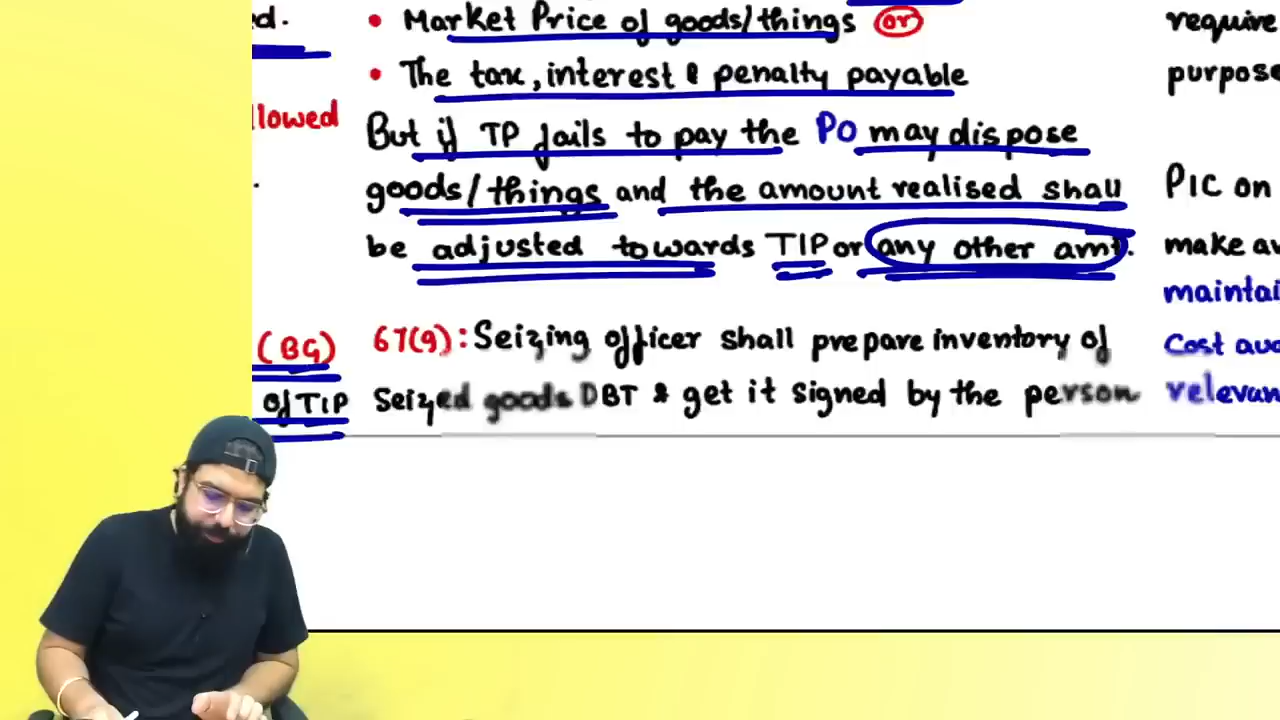 ed.
llowed
(BG)
of TIP
• Market Price of goods/things or
• The tax, interest & penalty payable
But if TP fails to pay the PO may dispose
goods/things and the amount realised shall
be adjusted towards TIP or any other amt.
67(9): Seizing officer shall prepare inventory of
Seized goods DBT & get it signed by the person
require
purpose
PIC on
make a
maintai
Cost aud
relevan